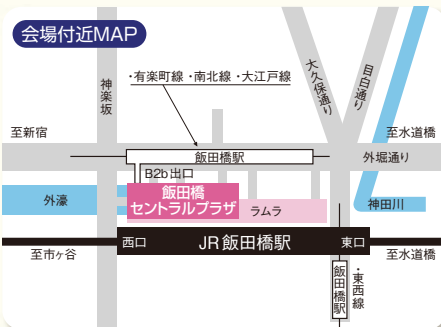 会場付近MAP
・有楽町線・南北線・大江戸線
神楽坂
大久保通り
目白通り
至新宿
至水道橋
飯田橋駅
外堀通り
B2b出口
外濠
飯田橋
セントラルプラザ
ラムラ
神田川
西口
JR飯田橋駅
東口
至市ヶ谷
至水道橋
飯田橋駅
・東西線